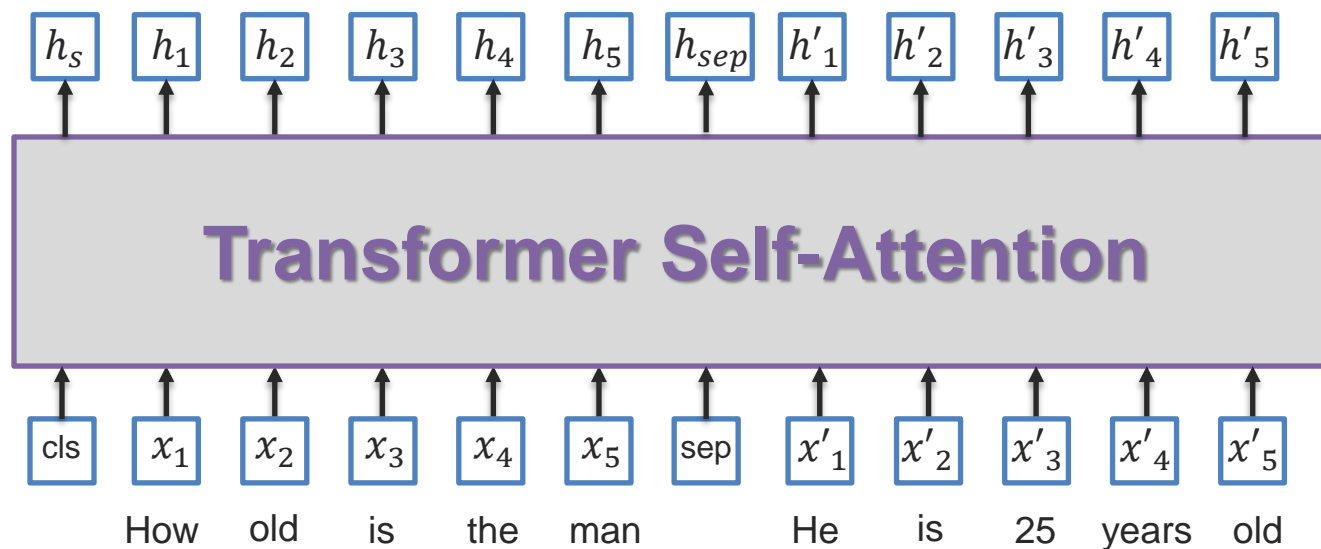 h_s h_1 h_2 h_3 h_4 h_5 h_sep h'_1 h'_2 h'_3 h'_4 h'_5
Transformer Self-Attention
cls x_1 x_2 x_3 x_4 x_5 sep x'_1 x'_2 x'_3 x'_4 x'_5
How old is the man He is 25 years old